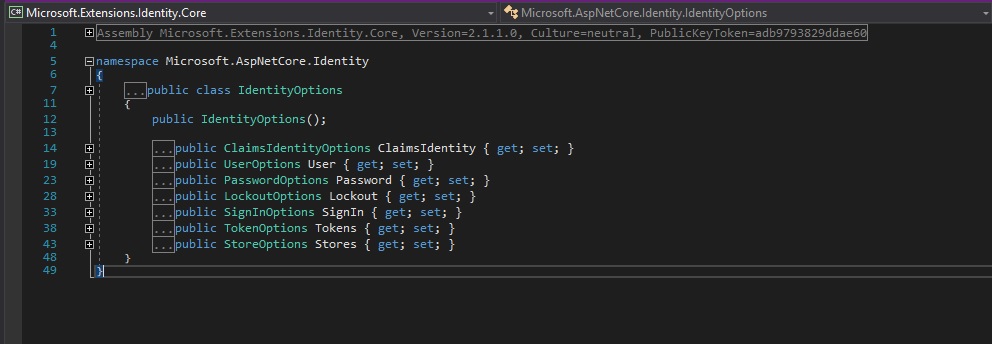 Microsoft.Extensions.Identity.Core Microsoft.AspNetCore.Identity.IdentityOptions
1 Assembly Microsoft.Extensions.Identity.Core, Version=2.1.1.0, Culture=neutral, PublicKeyToken=adb9793829ddae60
4
5 namespace Microsoft.AspNetCore.Identity
6 {
7 ...public class IdentityOptions
11 {
12 public IdentityOptions();
13
14 ...public ClaimsIdentityOptions ClaimsIdentity { get; set; }
19 ...public UserOptions User { get; set; }
23 ...public PasswordOptions Password { get; set; }
28 ...public LockoutOptions Lockout { get; set; }
33 ...public SignInOptions SignIn { get; set; }
38 ...public TokenOptions Tokens { get; set; }
43 ...public StoreOptions Stores { get; set; }
48 }
49 }